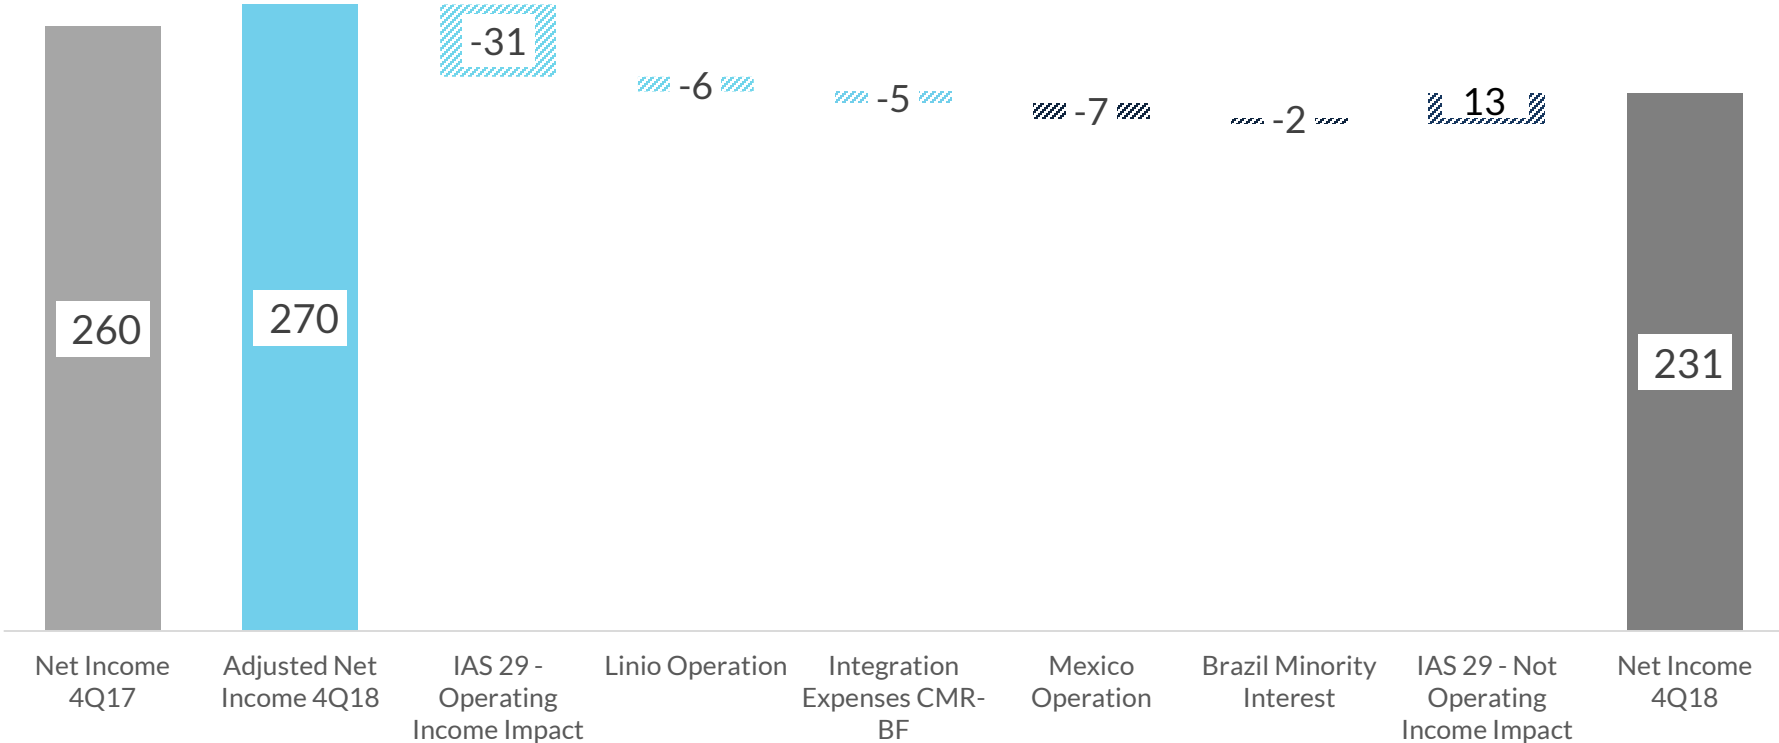 -31
-6
-5
-7
-2
13
260
270
231
Net Income
4Q17
Adjusted Net
Income 4Q18
IAS 29 -
Operating
Income Impact
Linio Operation
Integration
Expenses CMR-
BF
Mexico
Operation
Brazil Minority
Interest
IAS 29 - Not
Operating
Income Impact
Net Income
4Q18